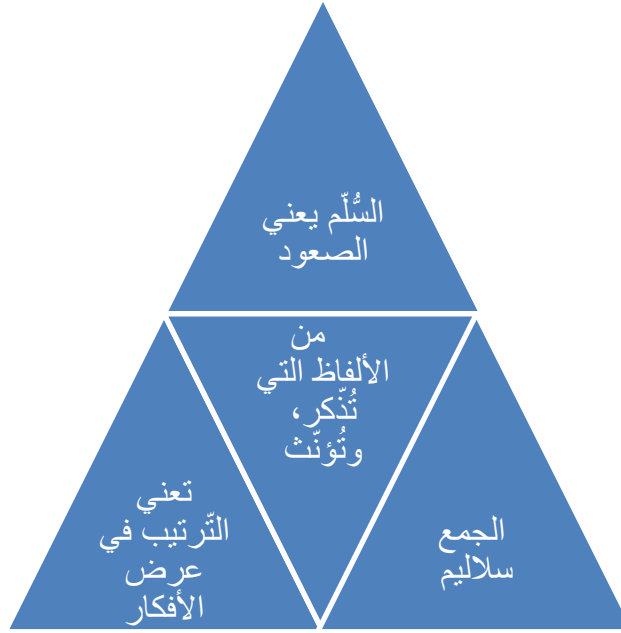 السُّلّم يعني
الصعود
من
الألفاظ التي
تُذّكر،
وتُؤنّث
الجمع
سلاليم
تعني
التّرتيب في
عرض
الأفكار